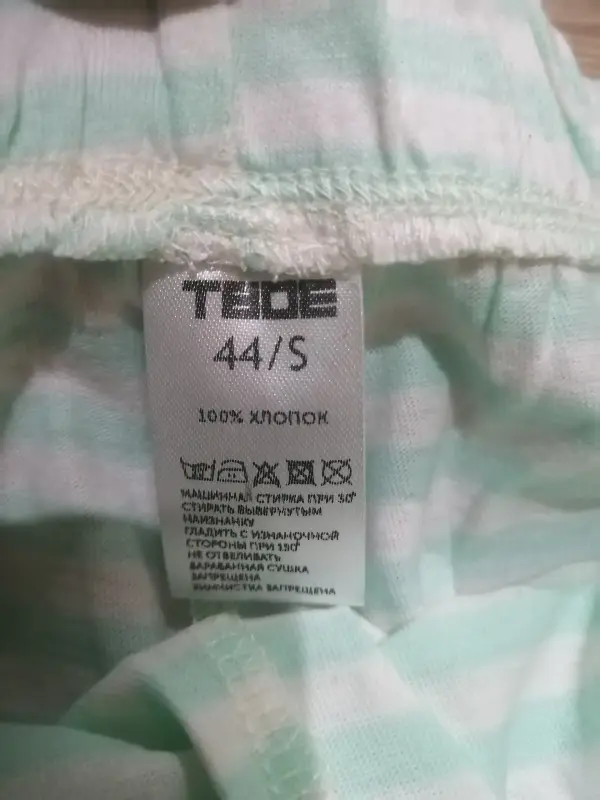 ТВОЕ
44/S
100% ХЛОПОК
МАШИННАЯ СТИРКА ПРИ 30°
СТИРАТЬ ВЫВЕРНУТЫМ
НАИЗНАНКУ
ГЛАДИТЬ С ИЗНАНОЧНОЙ
СТОРОНЫ ПРИ 150°
НЕ ОТБЕЛИВАТЬ
БАРАБАННАЯ СУШКА
ЗАПРЕЩЕНА
ХИМЧИСТКА ЗАПРЕЩЕНА